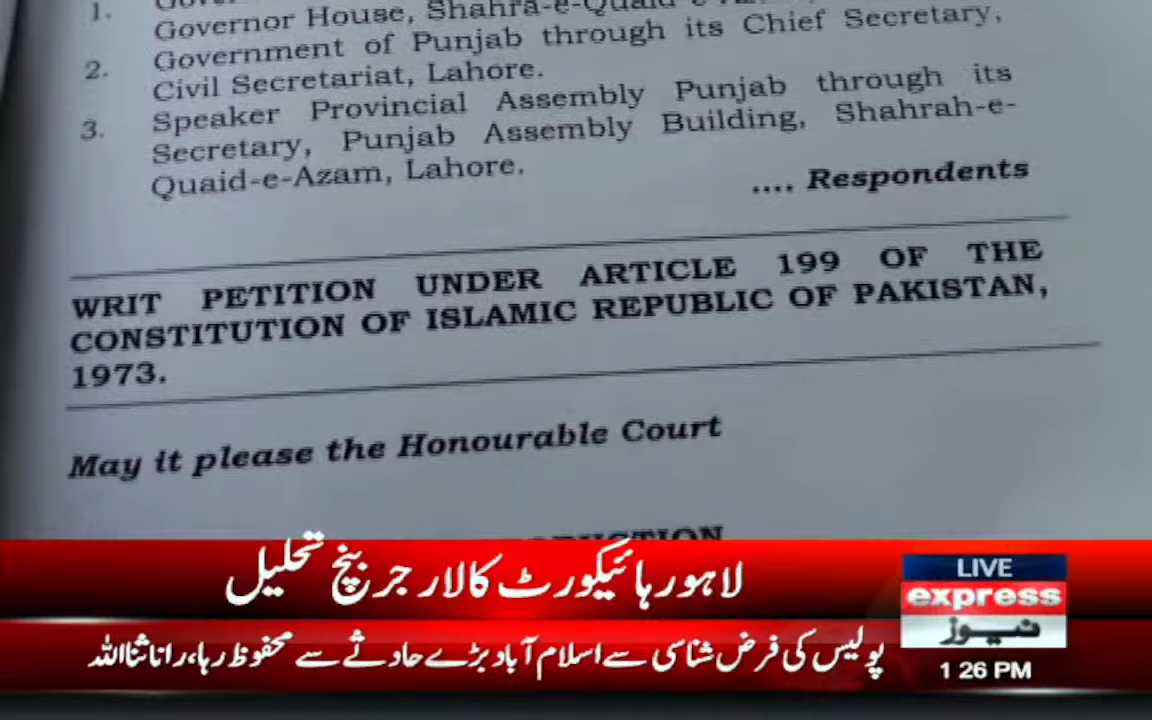 1.
Governor House, Shahra-e-Quaid-e-
2. Government of Punjab through its Chief Secretary,
Civil Secretariat, Lahore.
3. Speaker Provincial Assembly Punjab through its
Secretary, Punjab Assembly Building, Shahrah-e-
Quaid-e-Azam, Lahore.
.... Respondents
WRIT PETITION UNDER ARTICLE 199 OF THE
CONSTITUTION OF ISLAMIC REPUBLIC OF PAKISTAN,
1973.
May it please the Honourable Court
لاہور ہائیکورٹ کا لارجر بینچ تحلیل
پولیس کی فرض شناسی سے اسلام آباد بڑے حادثے سے محفوظ رہا، رانا ثنااللہ
LIVE
express
نیوز
1 26 PM